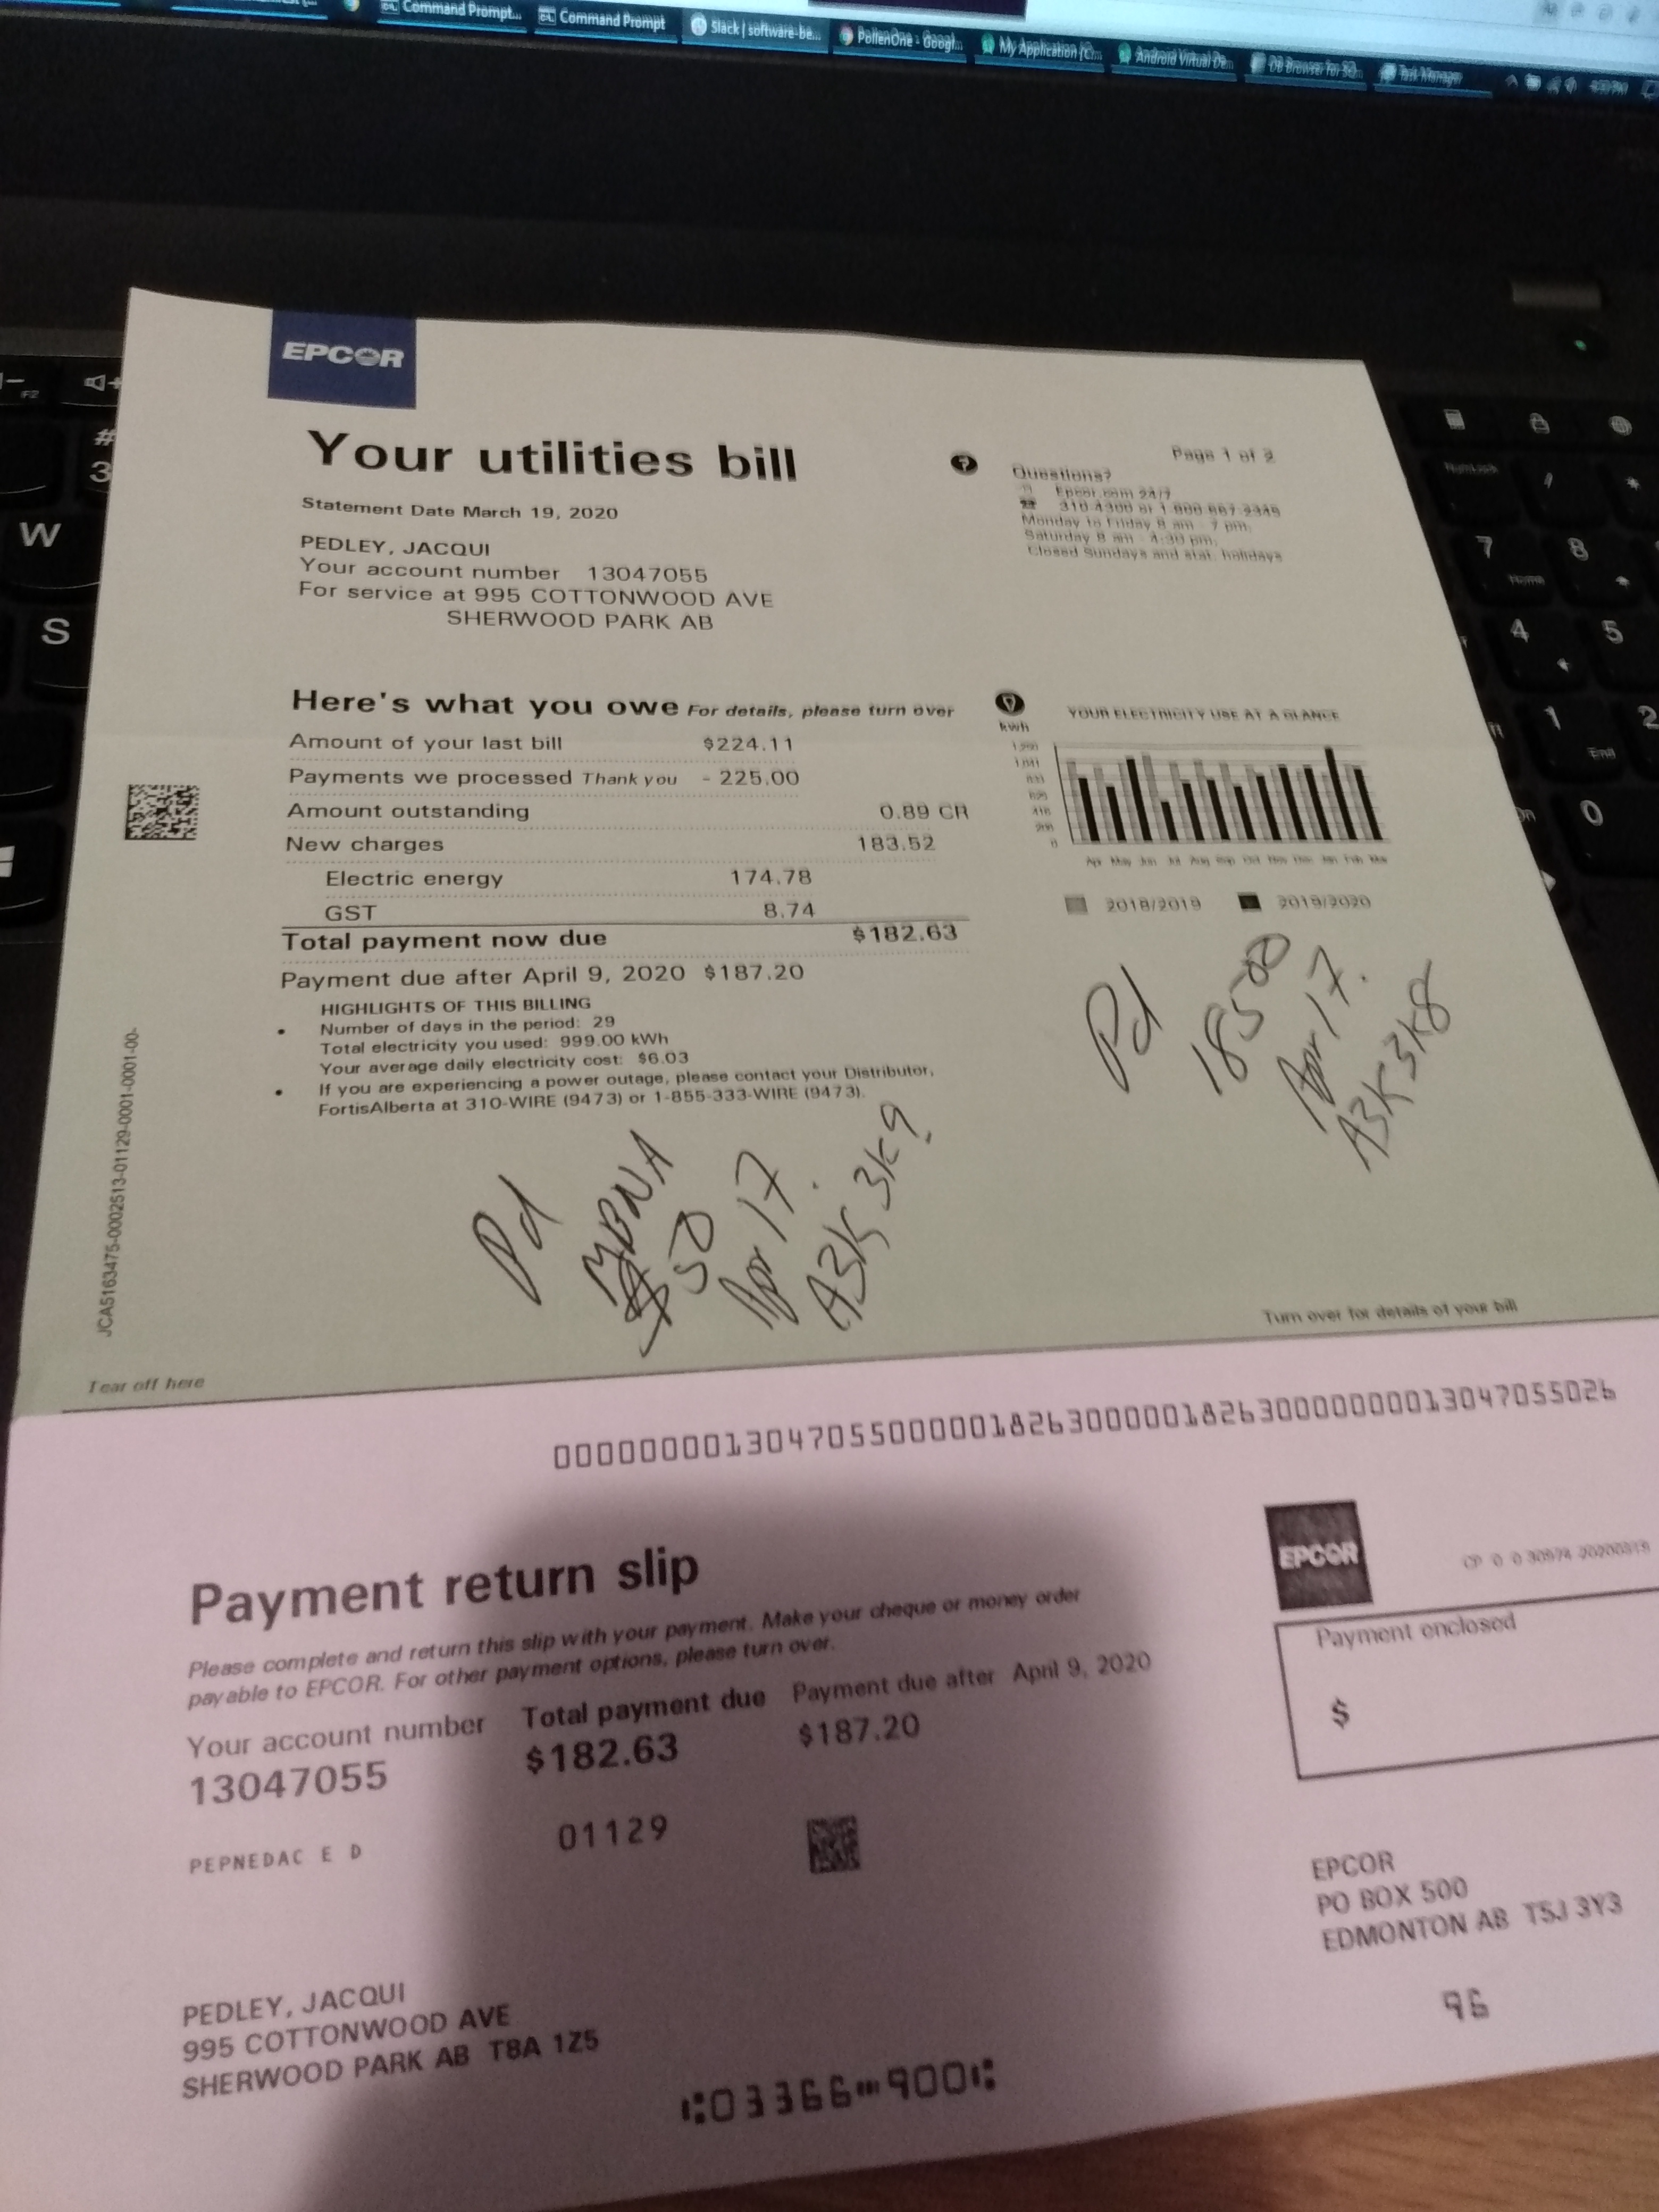 Command Prompt...
Command Prompt
Slack | software-be...
PollenOne - Googl...
My Application [C...
Android Virtual De...
DB Browser for SQ...
Task Manager
F2
#
3
W
S
7
Home
8
4
5
1
End
2
0
EPCOR
Your utilities bill
Statement Date March 19, 2020
PEDLEY, JACQUI
Your account number 13047055
For service at 995 COTTONWOOD AVE
SHERWOOD PARK AB
Page 1 of 2
Questions?
Epcor.com 24/7
Monday to Friday 8 am - 7 pm,
Saturday 8 am - 4:30 pm,
Closed Sundays and stat. holidays
Here's what you owe For details, please turn over
Amount of your last bill $224.11
Payments we processed Thank you - 225.00
Amount outstanding 0.89 CR
New charges 183.52
Electric energy 174.78
GST 8.74
Total payment now due $182.63
Payment due after April 9, 2020 $187.20
HIGHLIGHTS OF THIS BILLING
• Number of days in the period: 29
Total electricity you used: 999.00 kWh
Your average daily electricity cost: $6.03
• If you are experiencing a power outage, please contact your Distributor,
FortisAlberta at 310-WIRE (9473) or 1-855-333-WIRE (9473).
YOUR ELECTRICITY USE AT A GLANCE
kWh
0
Apr May Jun Jul Aug Sep Oct Nov Dec Jan Feb Mar
2018/2019 2019/2020
Pd
185 00
Apr 17.
A3K3K8
Pd
MBNA
$50
Apr 17.
A3K3K9
JCA5163475-0002513-01129-0001-0001-00-
Turn over for details of your bill
Tear off here
00000000130470550000018263000001826300000000013047055026
Payment return slip
Please complete and return this slip with your payment. Make your cheque or money order
payable to EPCOR. For other payment options, please turn over.
Your account number Total payment due Payment due after April 9, 2020
13047055 $182.63 $187.20
PEPNEDAC E D 01129
EPCOR
Payment enclosed
$
EPCOR
PO BOX 500
EDMONTON AB T5J 3Y3
96
PEDLEY, JACQUI
995 COTTONWOOD AVE
SHERWOOD PARK AB T8A 1Z5
⑆03366⑉900⑆